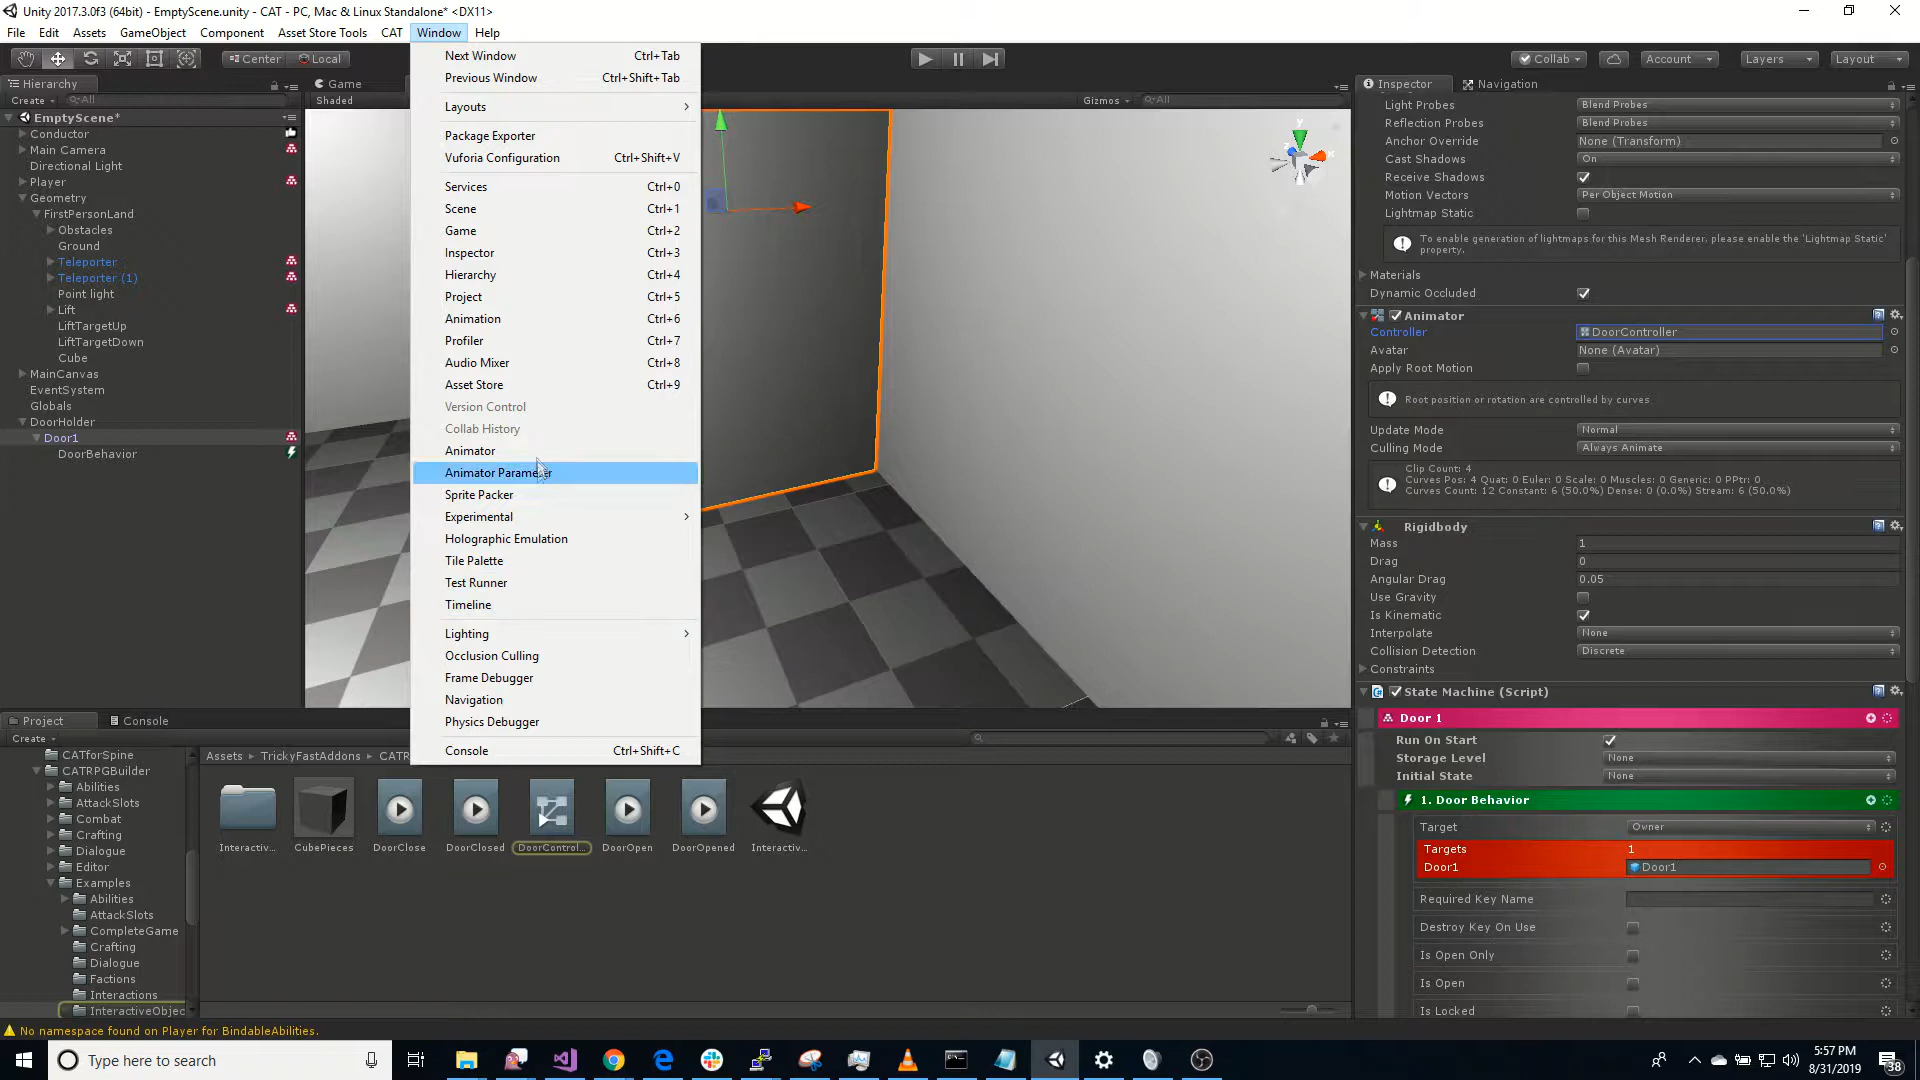 Unity 2017.3.0f3 (64bit) - EmptyScene.unity - CAT - PC, Mac & Linux Standalone* <DX11>
File Edit Assets GameObject Component Asset Store Tools CAT Window Help
Center Local Collab Account Layers Layout
Hierarchy
Create All
EmptyScene*
Conductor
Main Camera
Directional Light
Player
Geometry
FirstPersonLand
Obstacles
Ground
Teleporter
Teleporter (1)
Point light
Lift
LiftTargetUp
LiftTargetDown
Cube
MainCanvas
EventSystem
Globals
DoorHolder
Door1
DoorBehavior
Game
Shaded
Gizmos All
Next Window Ctrl+Tab
Previous Window Ctrl+Shift+Tab
Layouts
Package Exporter
Vuforia Configuration Ctrl+Shift+V
Services Ctrl+0
Scene Ctrl+1
Game Ctrl+2
Inspector Ctrl+3
Hierarchy Ctrl+4
Project Ctrl+5
Animation Ctrl+6
Profiler Ctrl+7
Audio Mixer Ctrl+8
Asset Store Ctrl+9
Version Control
Collab History
Animator
Animator Parameter
Sprite Packer
Experimental
Holographic Emulation
Tile Palette
Test Runner
Timeline
Lighting
Occlusion Culling
Frame Debugger
Navigation
Physics Debugger
Console Ctrl+Shift+C
y
x
z
Inspector Navigation
Light Probes Blend Probes
Reflection Probes Blend Probes
Anchor Override None (Transform)
Cast Shadows On
Receive Shadows
Motion Vectors Per Object Motion
Lightmap Static
To enable generation of lightmaps for this Mesh Renderer, please enable the 'Lightmap Static'
property.
Materials
Dynamic Occluded
Animator
Controller DoorController
Avatar None (Avatar)
Apply Root Motion
Root position or rotation are controlled by curves.
Update Mode Normal
Culling Mode Always Animate
Clip Count: 4
Curves Pos: 4 Quat: 0 Euler: 0 Scale: 0 Muscles: 0 Generic: 0 PPtr: 0
Curves Count: 12 Constant: 6 (50.0%) Dense: 0 (0.0%) Stream: 6 (50.0%)
Rigidbody
Mass 1
Drag 0
Angular Drag 0.05
Use Gravity
Is Kinematic
Interpolate None
Collision Detection Discrete
Constraints
State Machine (Script)
Door 1
Run On Start
Storage Level None
Initial State None
1. Door Behavior
Target Owner
Targets 1
Door1 Door1
Required Key Name
Destroy Key On Use
Is Open Only
Is Open
Is Locked
Project Console
Create
CATforSpine
CATRPGBuilder
Abilities
AttackSlots
Combat
Crafting
Dialogue
Editor
Examples
Abilities
AttackSlots
CompleteGame
Crafting
Dialogue
Factions
Interactions
InteractiveObjec
Assets TrickyFastAddons CATR
Interactiv... CubePieces DoorClose DoorClosed DoorControl... DoorOpen DoorOpened Interactiv...
No namespace found on Player for BindableAbilities.
Type here to search
5:57 PM
8/31/2019
38